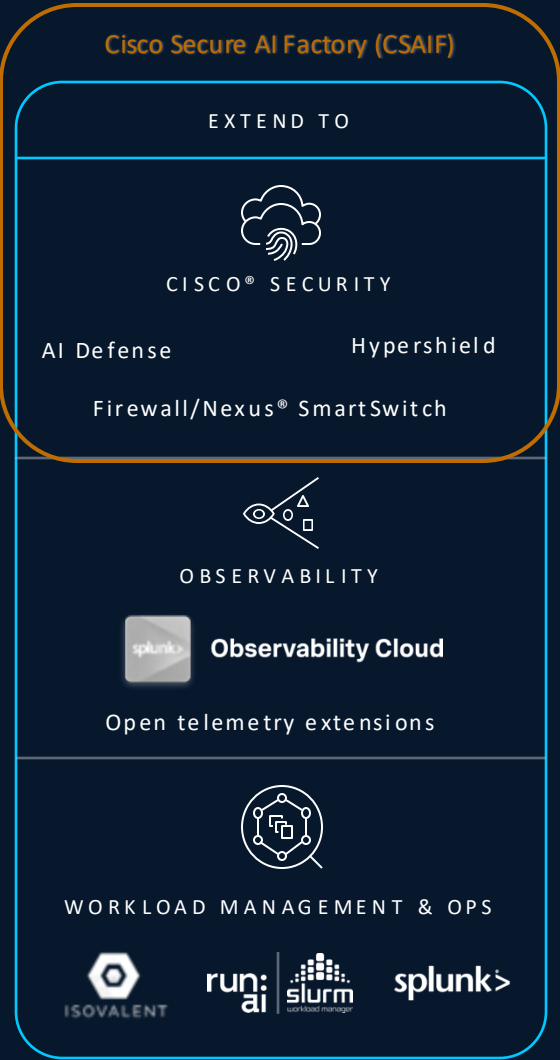 Cisco Secure AI Factory (CSAIF)
EXTEND TO
CISCO® SECURITY
AI Defense
Hypershield
Firewall/Nexus® SmartSwitch
OBSERVABILITY
splunk>
Observability Cloud
Open telemetry extensions
WORKLOAD MANAGEMENT & OPS
ISOVALENT
run:
ai
slurm
workload manager
splunk>